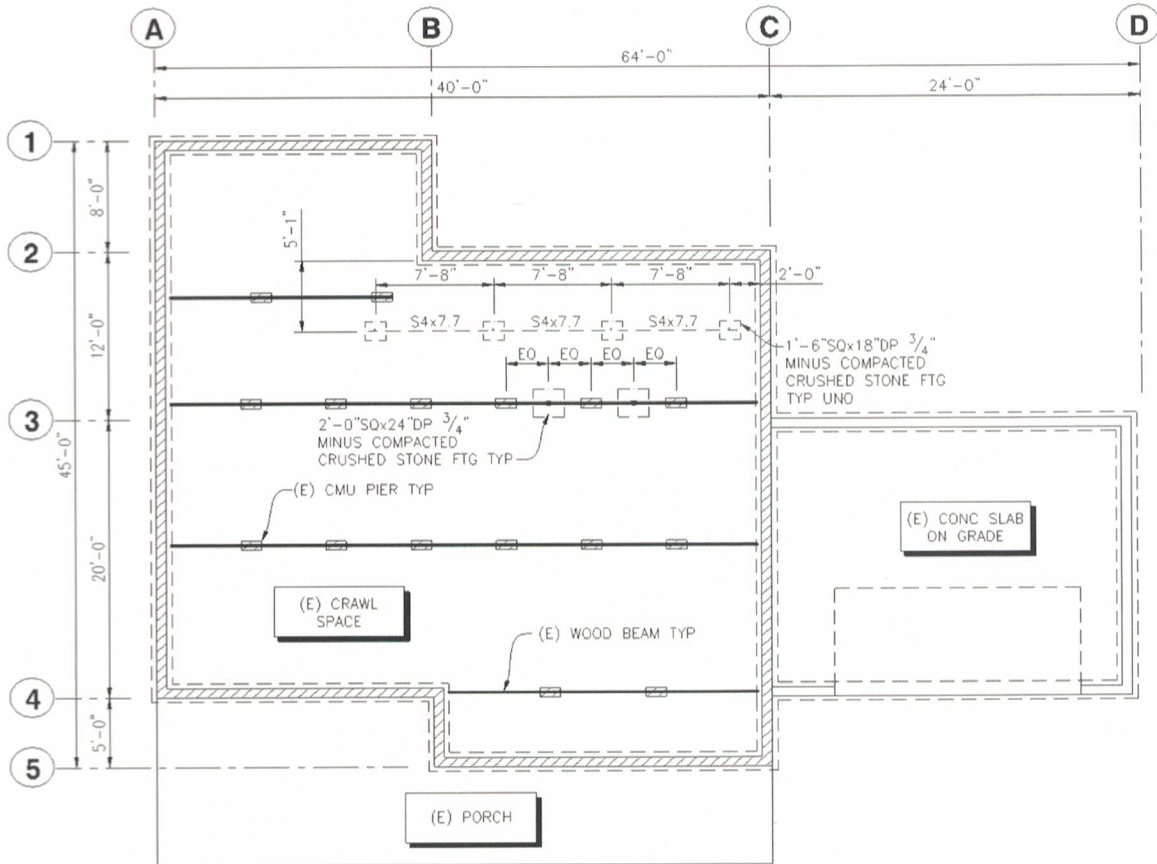 A
B
C
D
64'-0"
40'-0"
24'-0"
1
8'-0"
2
5'-1"
7'-8"
7'-8"
7'-8"
2'-0"
12'-0"
S4x7.7
S4x7.7
S4x7.7
1'-6"SQx18"DP 3/4"
MINUS COMPACTED
CRUSHED STONE FTG
TYP UNO
EQ
EQ
EQ
EQ
3
2'-0"SQx24"DP 3/4"
MINUS COMPACTED
CRUSHED STONE FTG TYP
45'-0"
(E) CMU PIER TYP
(E) CONC SLAB
ON GRADE
20'-0"
(E) CRAWL
SPACE
(E) WOOD BEAM TYP
4
5'-0"
5
(E) PORCH